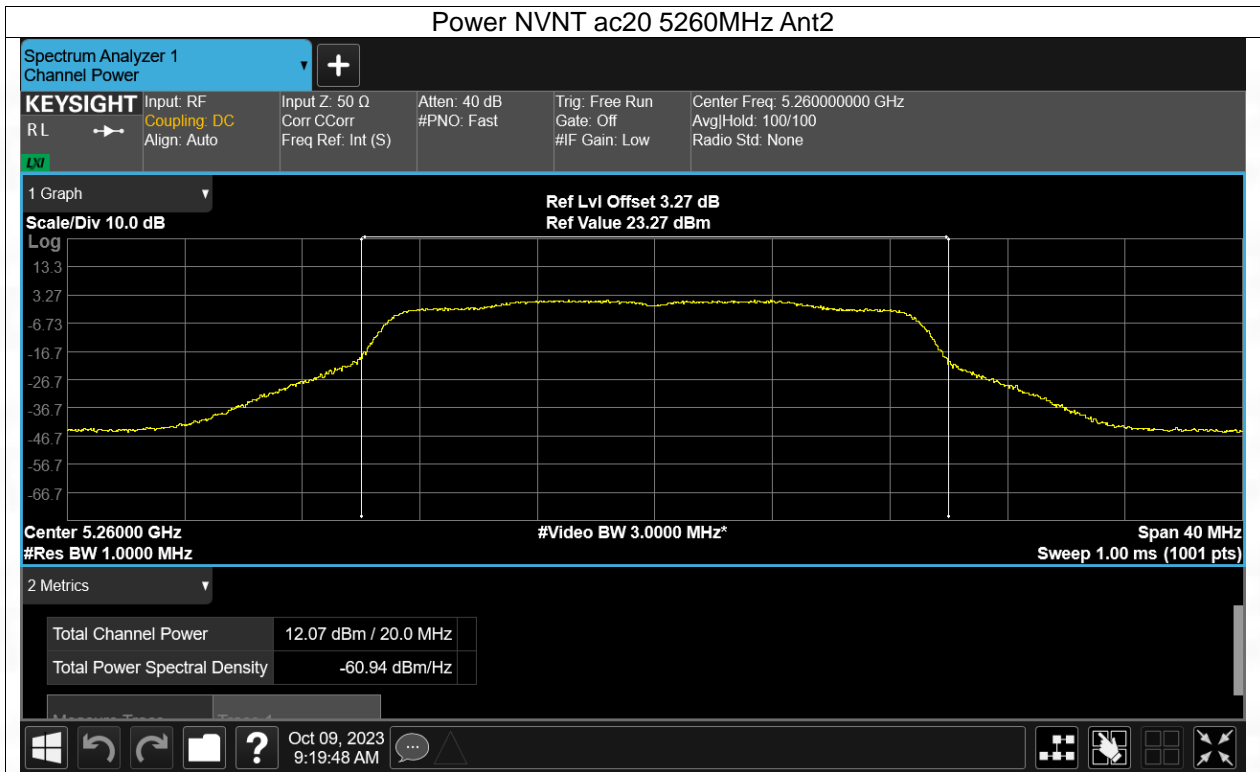 Power NVNT ac20 5260MHz Ant2
Spectrum Analyzer 1
Channel Power
KEYSIGHT
R L
LXI
Input: RF
Coupling: DC
Align: Auto
Input Z: 50 Ω
Corr CCorr
Freq Ref: Int (S)
Atten: 40 dB
#PNO: Fast
Trig: Free Run
Gate: Off
#IF Gain: Low
Center Freq: 5.260000000 GHz
Avg|Hold: 100/100
Radio Std: None
1 Graph
Scale/Div 10.0 dB
Ref Lvl Offset 3.27 dB
Ref Value 23.27 dBm
Log
13.3
3.27
-6.73
-16.7
-26.7
-36.7
-46.7
-56.7
-66.7
Center 5.26000 GHz
#Res BW 1.0000 MHz
#Video BW 3.0000 MHz*
Span 40 MHz
Sweep 1.00 ms (1001 pts)
2 Metrics
Total Channel Power 12.07 dBm / 20.0 MHz
Total Power Spectral Density -60.94 dBm/Hz
?
Oct 09, 2023
9:19:48 AM